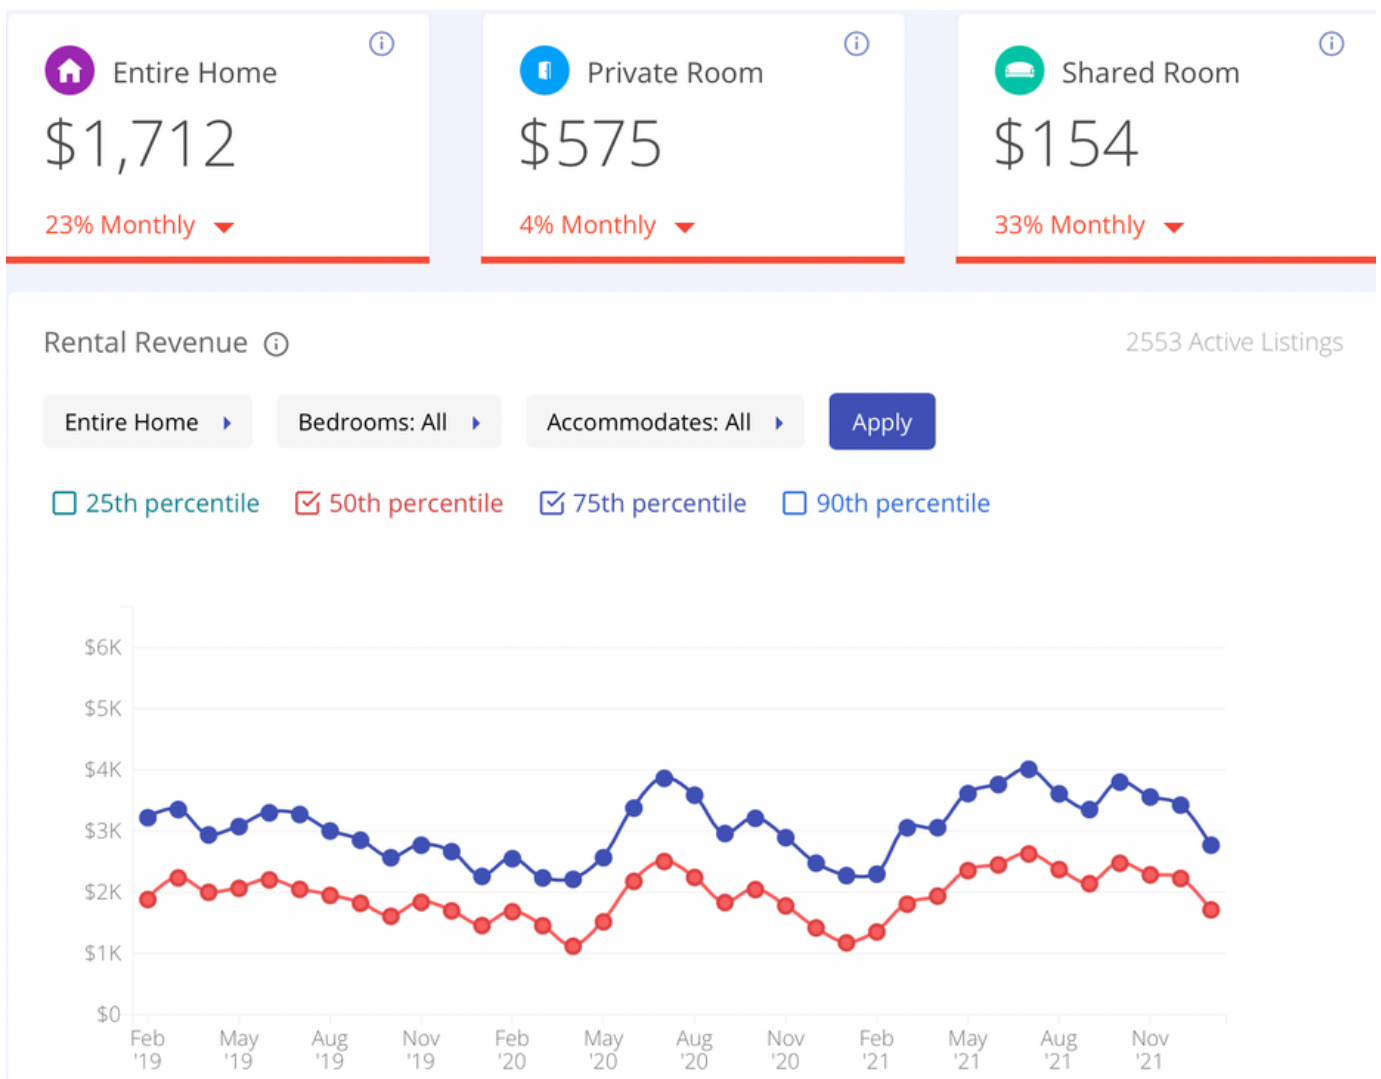 Entire Home
$1,712
23% Monthly
Private Room
$575
4% Monthly
Shared Room
$154
33% Monthly
Rental Revenue
2553 Active Listings
Entire Home
Bedrooms: All
Accommodates: All
Apply
25th percentile
50th percentile
75th percentile
90th percentile
$6K
$5K
$4K
$3K
$2K
$1K
$0
Feb '19
May '19
Aug '19
Nov '19
Feb '20
May '20
Aug '20
Nov '20
Feb '21
May '21
Aug '21
Nov '21